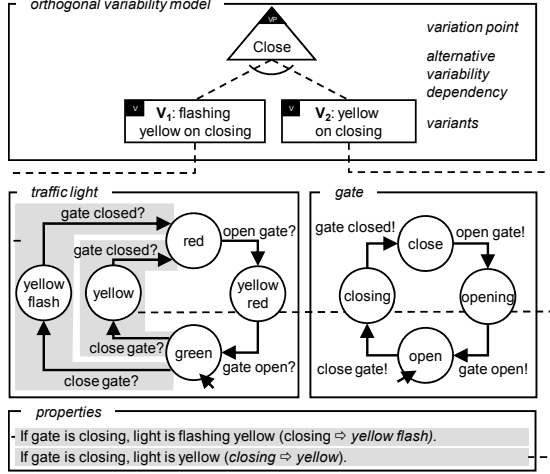 orthogonal variability model
VP
Close
variation point
alternative
variability
dependency
V
V1: flashing
yellow on closing
V
V2: yellow
on closing
variants
traffic light
gate closed?
gate closed?
red
open gate?
yellow
flash
yellow
yellow
red
close gate?
green
gate open?
close gate?
gate
gate closed!
close
open gate!
closing
opening
close gate!
open
gate open!
properties
If gate is closing, light is flashing yellow (closing ⇨ yellow flash).
If gate is closing, light is yellow (closing ⇨ yellow).